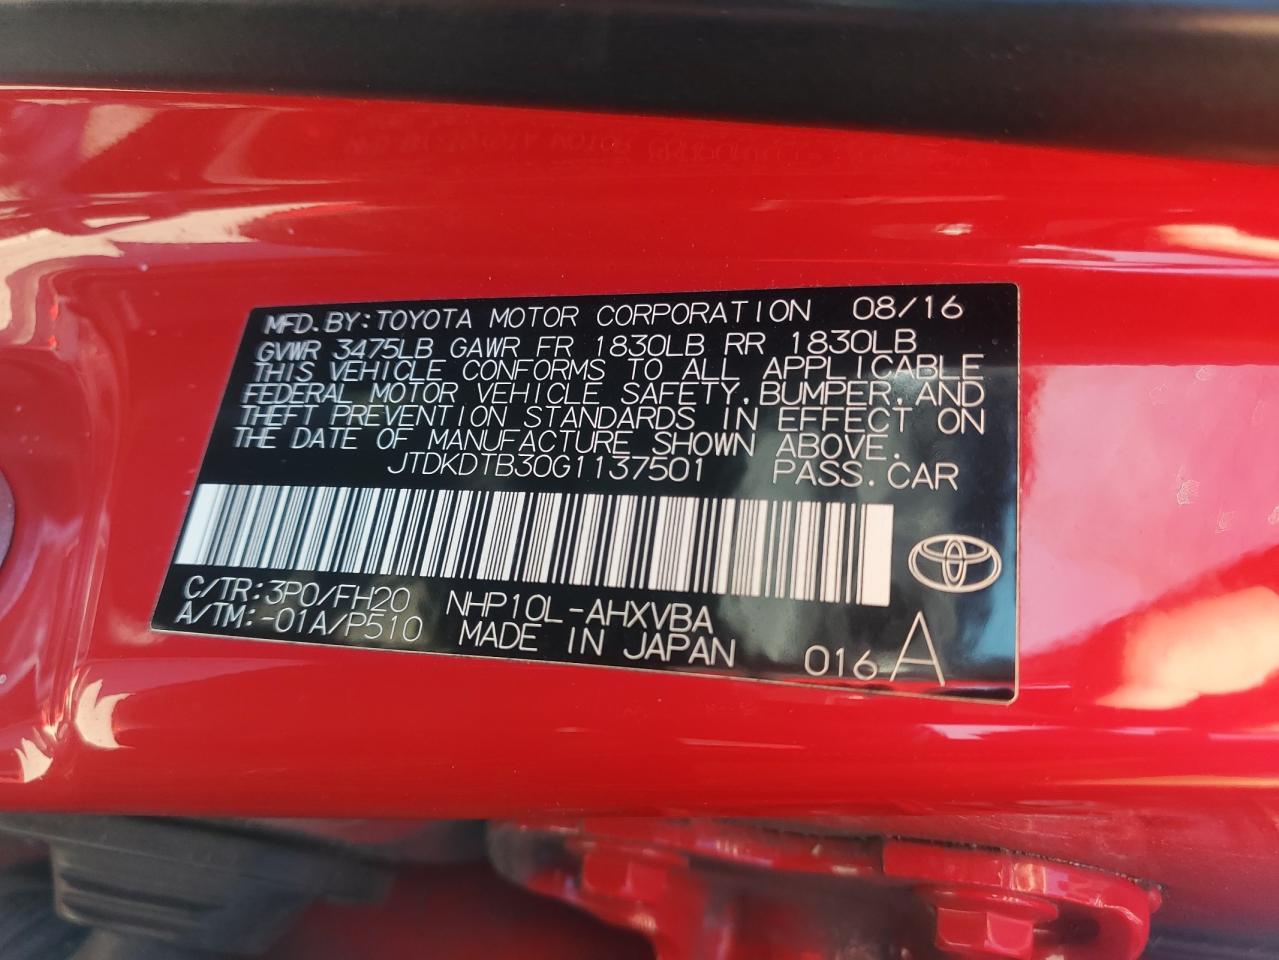 MFD.BY:TOYOTA MOTOR CORPORATION 08/16
GVWR 3475LB GAWR FR 1830LB RR 1830LB
THIS VEHICLE CONFORMS TO ALL APPLICABLE
FEDERAL MOTOR VEHICLE SAFETY,BUMPER,AND
THEFT PREVENTION STANDARDS IN EFFECT ON
THE DATE OF MANUFACTURE SHOWN ABOVE.
JTDKDTB30G1137501 PASS.CAR
C/TR:3P0/FH20 NHP10L-AHXVBA
A/TM:-01A/P510 MADE IN JAPAN 016 A